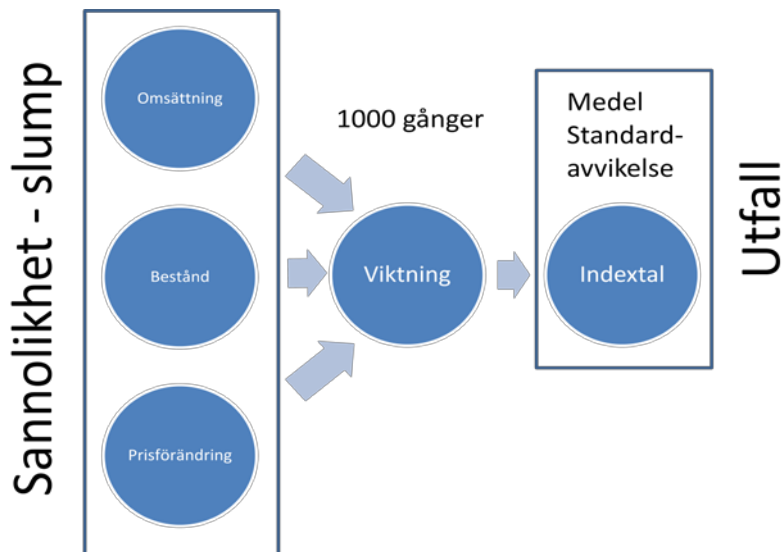 Sannolikhet - slump
Omsättning
Bestånd
Prisförändring
1000 gånger
Viktning
Medel
Standard-
avvikelse
Indextal
Utfall